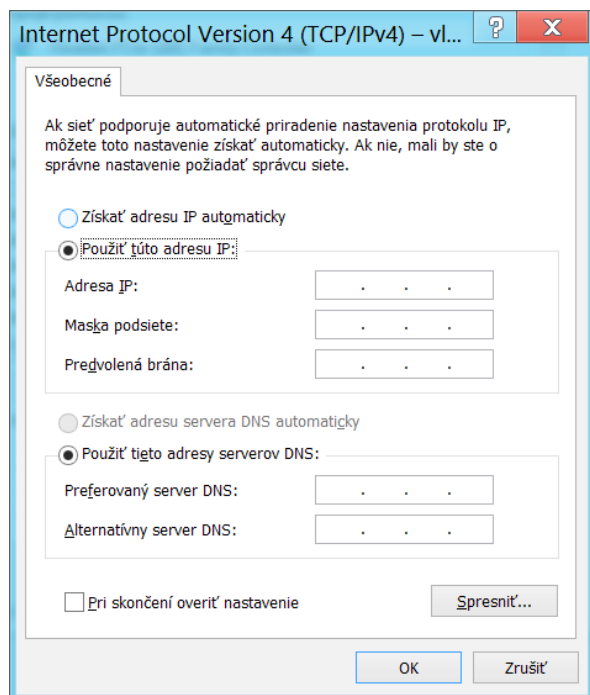 Internet Protocol Version 4 (TCP/IPv4) – vl...
?
X
Všeobecné
Ak sieť podporuje automatické priradenie nastavenia protokolu IP,
môžete toto nastavenie získať automaticky. Ak nie, mali by ste o
správne nastavenie požiadať správcu siete.
Získať adresu IP automaticky
Použiť túto adresu IP:
Adresa IP: . . .
Maska podsiete: . . .
Predvolená brána: . . .
Získať adresu servera DNS automaticky
Použiť tieto adresy serverov DNS:
Preferovaný server DNS: . . .
Alternatívny server DNS: . . .
Pri skončení overiť nastavenie
Spresniť...
OK
Zrušiť